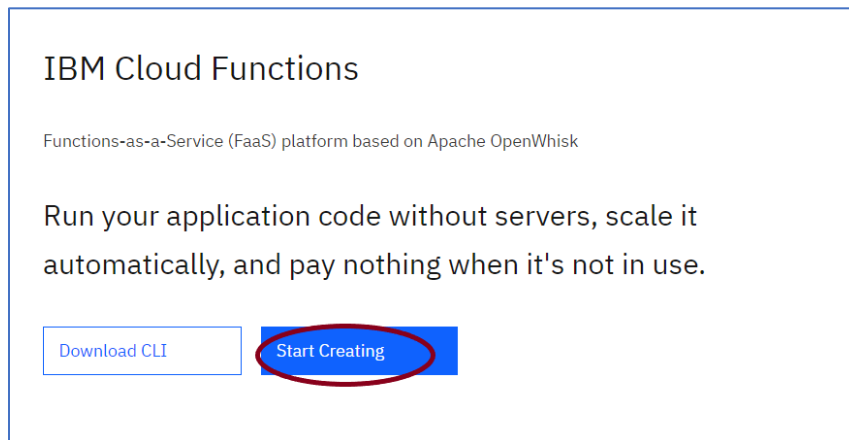 IBM Cloud Functions
Functions-as-a-Service (FaaS) platform based on Apache OpenWhisk
Run your application code without servers, scale it
automatically, and pay nothing when it's not in use.
Download CLI
Start Creating